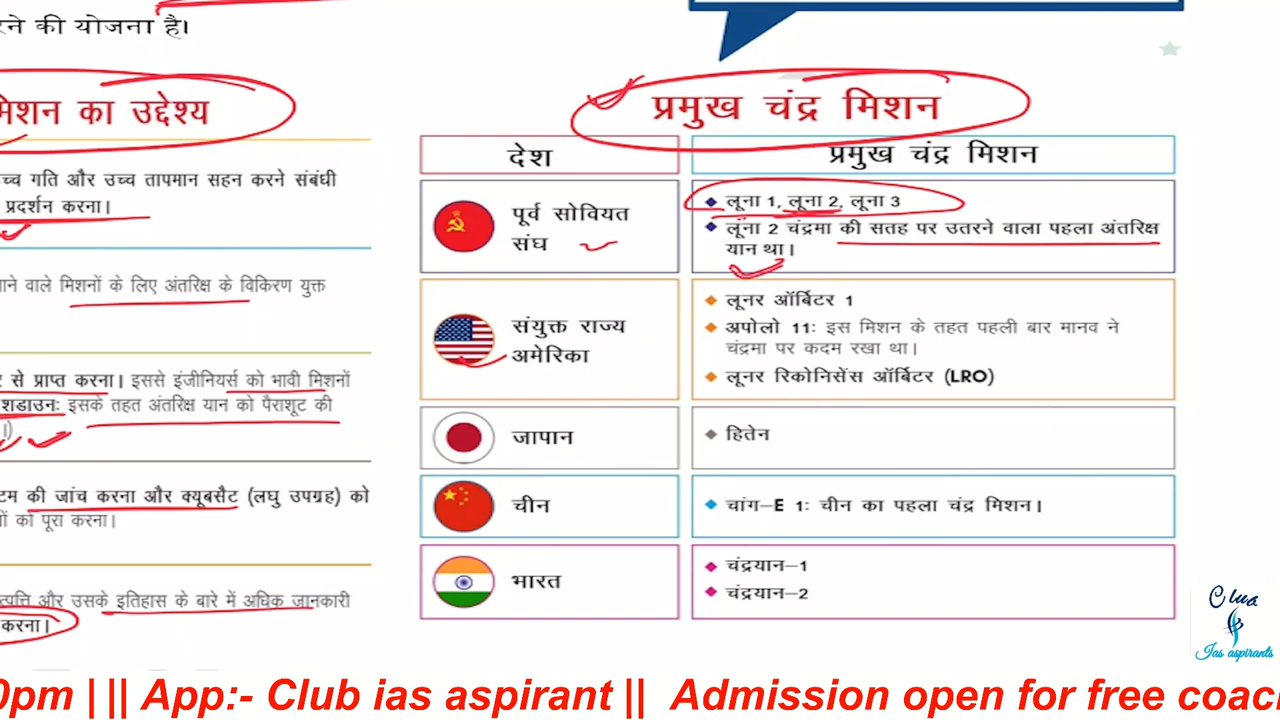 रने की योजना है।
मिशन का उद्देश्य
उच्च गति और उच्च तापमान सहन करने संबंधी
प्रदर्शन करना।
वाले मिशनों के लिए अंतरिक्ष के विकिरण युक्त
से प्राप्त करना। इससे इंजीनियर्स को भावी मिशनों
इसके तहत अंतरिक्ष यान को पैराशूट की
की जांच करना और क्यूबसैट (लघु उपग्रह) को
को पूरा करना।
और उसके इतिहास के बारे में अधिक जानकारी
करना।
प्रमुख चंद्र मिशन
देश
प्रमुख चंद्र मिशन
पूर्व सोवियत
संघ
लूना 1, लूना 2, लूना 3
लूना 2 चंद्रमा की सतह पर उतरने वाला पहला अंतरिक्ष
यान था।
संयुक्त राज्य
अमेरिका
लूनर ऑर्बिटर 1
अपोलो 11: इस मिशन के तहत पहली बार मानव ने
चंद्रमा पर कदम रखा था।
लूनर रिकोनिसेंस ऑर्बिटर (LRO)
जापान
हितेन
चीन
चांग-E 1: चीन का पहला चंद्र मिशन।
भारत
चंद्रयान-1
चंद्रयान-2
Club
Ias aspirants
0pm | || App:- Club ias aspirant || Admission open for free coac